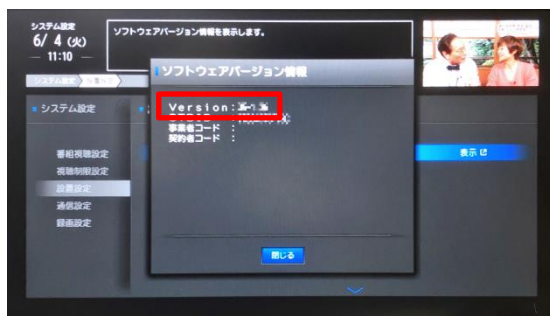 システム設定
6/ 4 (火)
11:10
ソフトウェアバージョン情報を表示します。
ソフトウェアバージョン情報
システム設定
Version:
事業者コード :
契約者コード :
番組視聴設定
視聴制限設定
設置設定
通信設定
録画設定
表示
閉じる